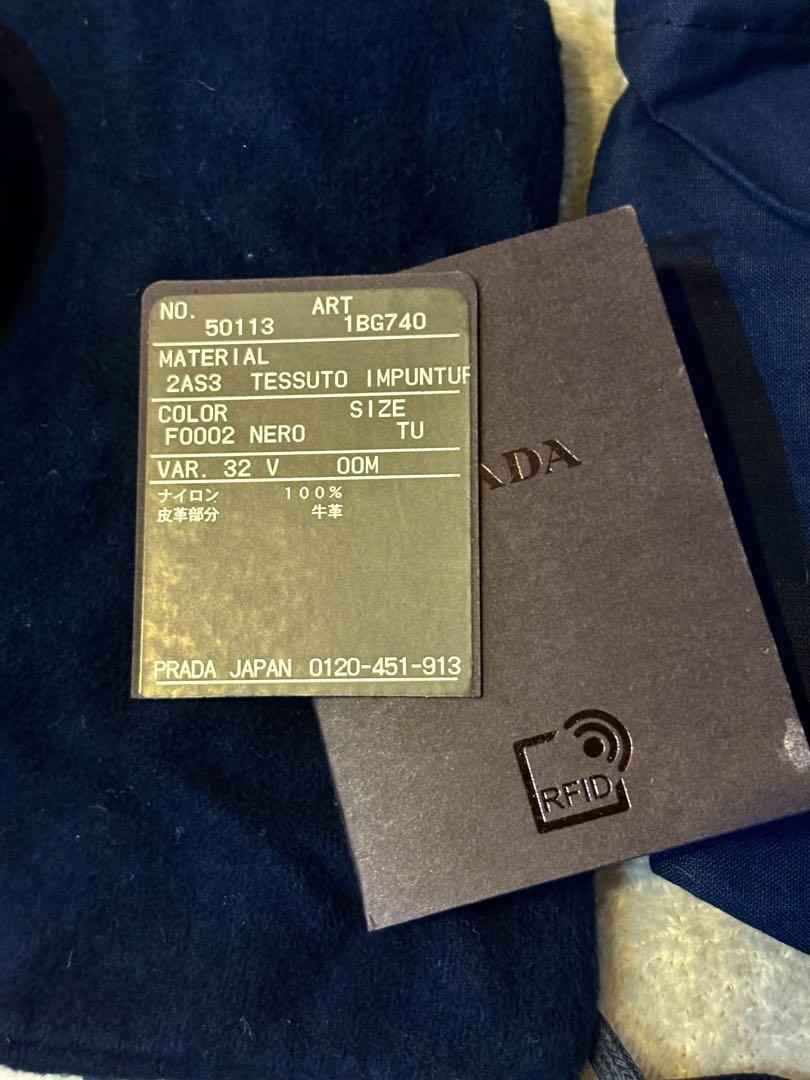 NO. ART
50113 1BG740
MATERIAL
2AS3 TESSUTO IMPUNTUR
COLOR SIZE
F0002 NERO TU
VAR. 32 V OOM
ナイロン 100%
皮革部分 牛革
PRADA JAPAN 0120-451-913
ADA
RFID